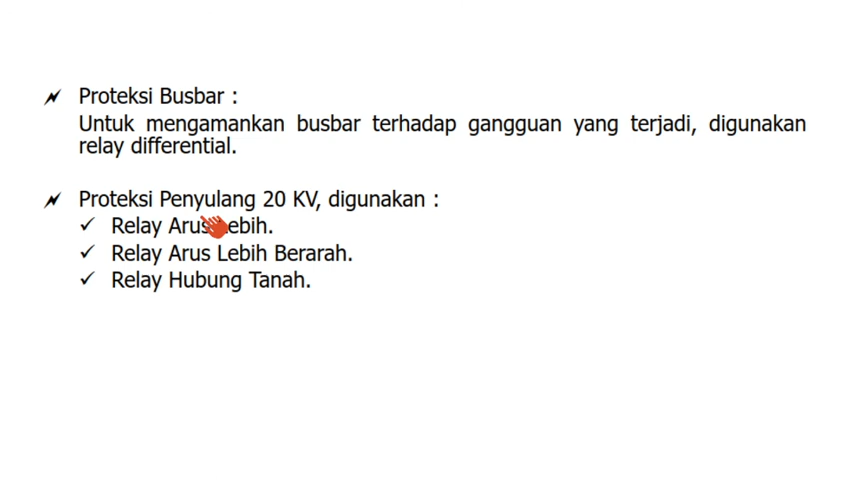 Proteksi Busbar :
Untuk mengamankan busbar terhadap gangguan yang terjadi, digunakan
relay differential.
Proteksi Penyulang 20 KV, digunakan :
✓ Relay Arus Lebih.
✓ Relay Arus Lebih Berarah.
✓ Relay Hubung Tanah.